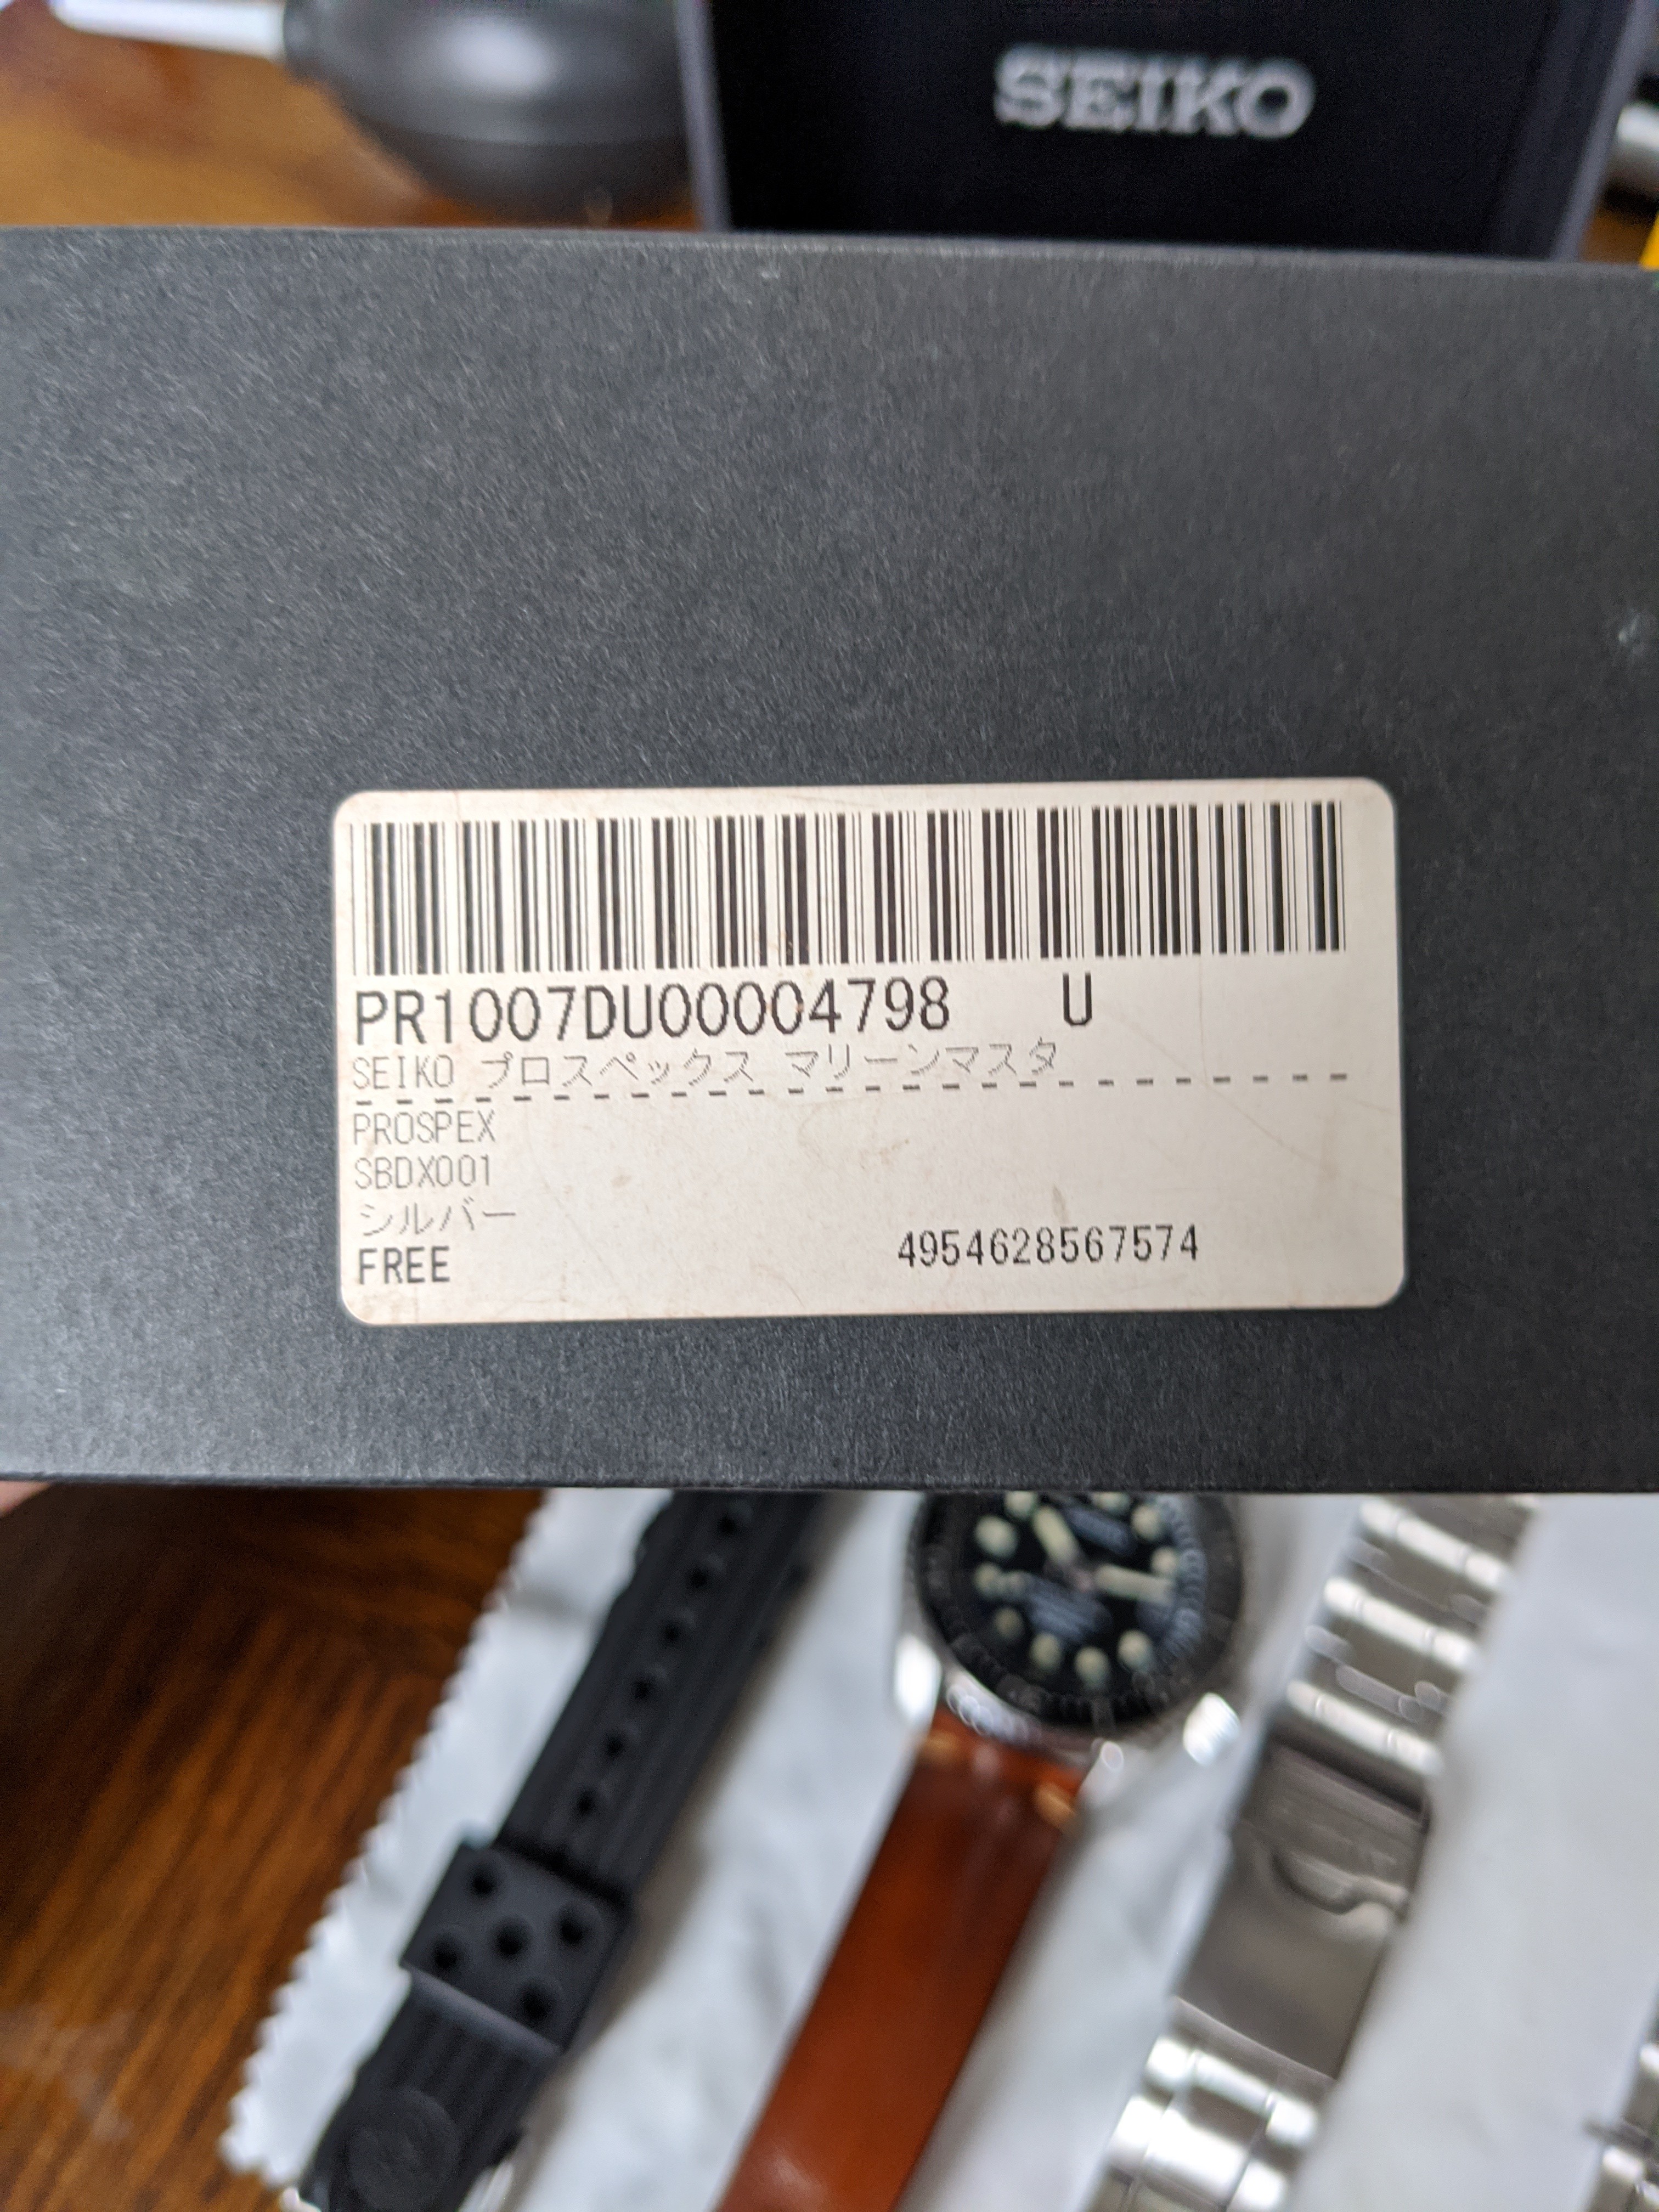 SEIKO
PR1007DU00004798 U
SEIKO プロスペックス マリーンマスタ
PROSPEX
SBDX001
シルバー
FREE 4954628567574